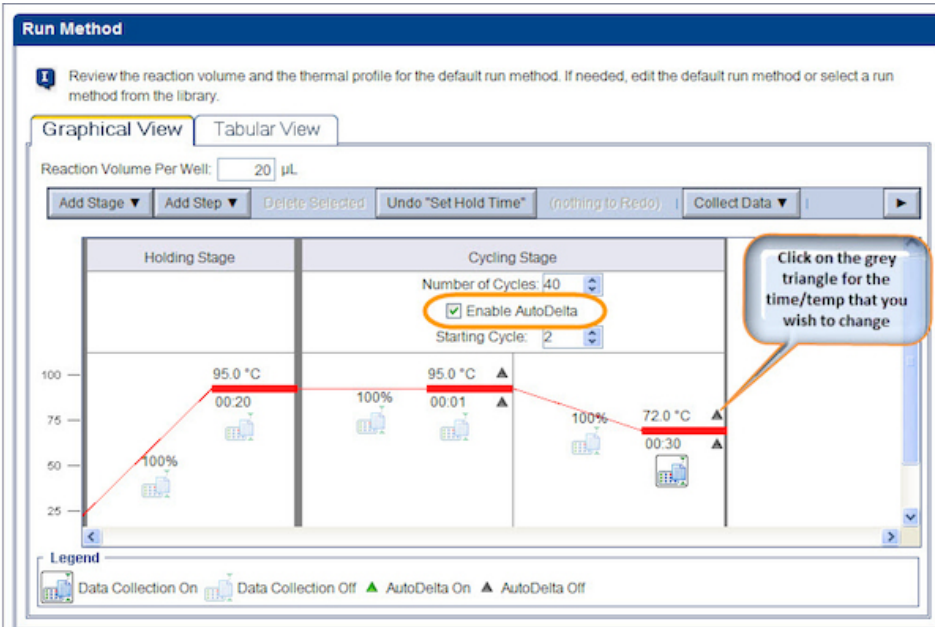 Run Method
Review the reaction volume and the thermal profile for the default run method. If needed, edit the default run method or select a run
method from the library.
Graphical View Tabular View
Reaction Volume Per Well: 20 µL
Add Stage ▼ Add Step ▼ Delete Selected Undo "Set Hold Time" (nothing to Redo) Collect Data ▼
Holding Stage Cycling Stage
Number of Cycles: 40
Enable AutoDelta
Starting Cycle: 2
Click on the grey
triangle for the
time/temp that you
wish to change
100 95.0 °C 95.0 °C
100% 00:20 00:01
75 100% 72.0 °C
00:30
50 100%
25
Legend
Data Collection On Data Collection Off AutoDelta On AutoDelta Off